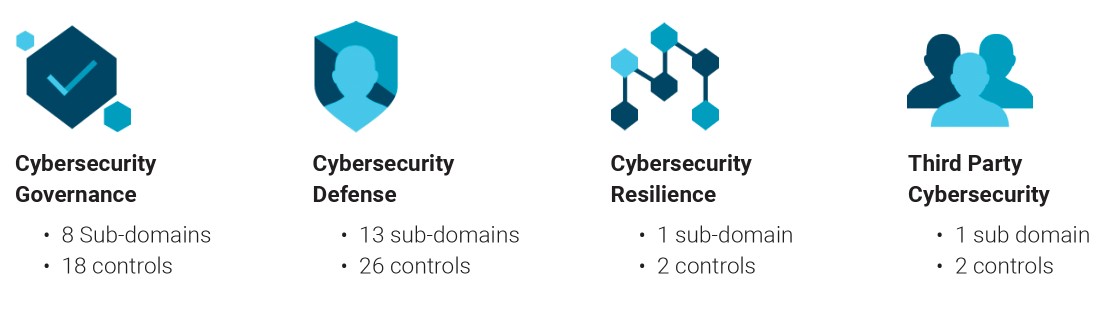 Cybersecurity
Governance
• 8 Sub-domains
• 18 controls
Cybersecurity
Defense
• 13 sub-domains
• 26 controls
Cybersecurity
Resilience
• 1 sub-domain
• 2 controls
Third Party
Cybersecurity
• 1 sub domain
• 2 controls